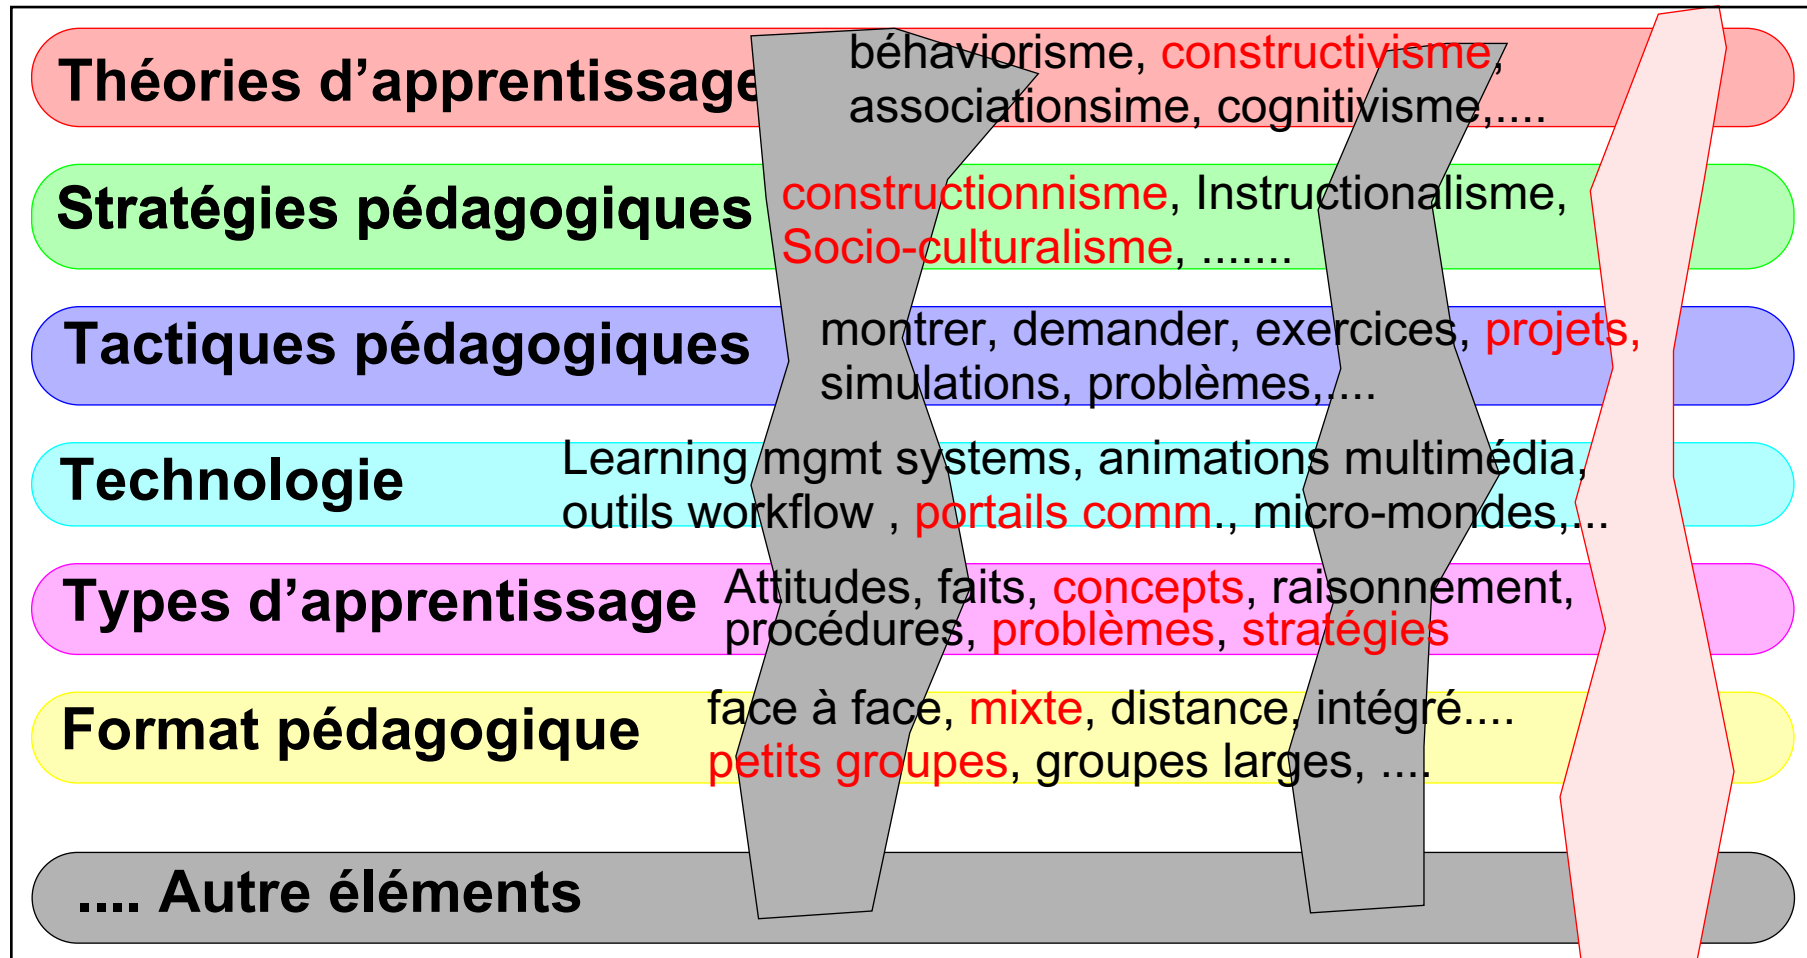 Théories d’apprentissage
béhaviorisme, constructivisme,
associationsime, cognitivisme,....
Stratégies pédagogiques
constructionnisme, Instructionalisme,
Socio-culturalisme, .......
Tactiques pédagogiques
montrer, demander, exercices, projets,
simulations, problèmes,....
Technologie
Learning mgmt systems, animations multimédia,
outils workflow , portails comm., micro-mondes,...
Types d’apprentissage
Attitudes, faits, concepts, raisonnement,
procédures, problèmes, stratégies
Format pédagogique
face à face, mixte, distance, intégré....
petits groupes, groupes larges, ....
.... Autre éléments